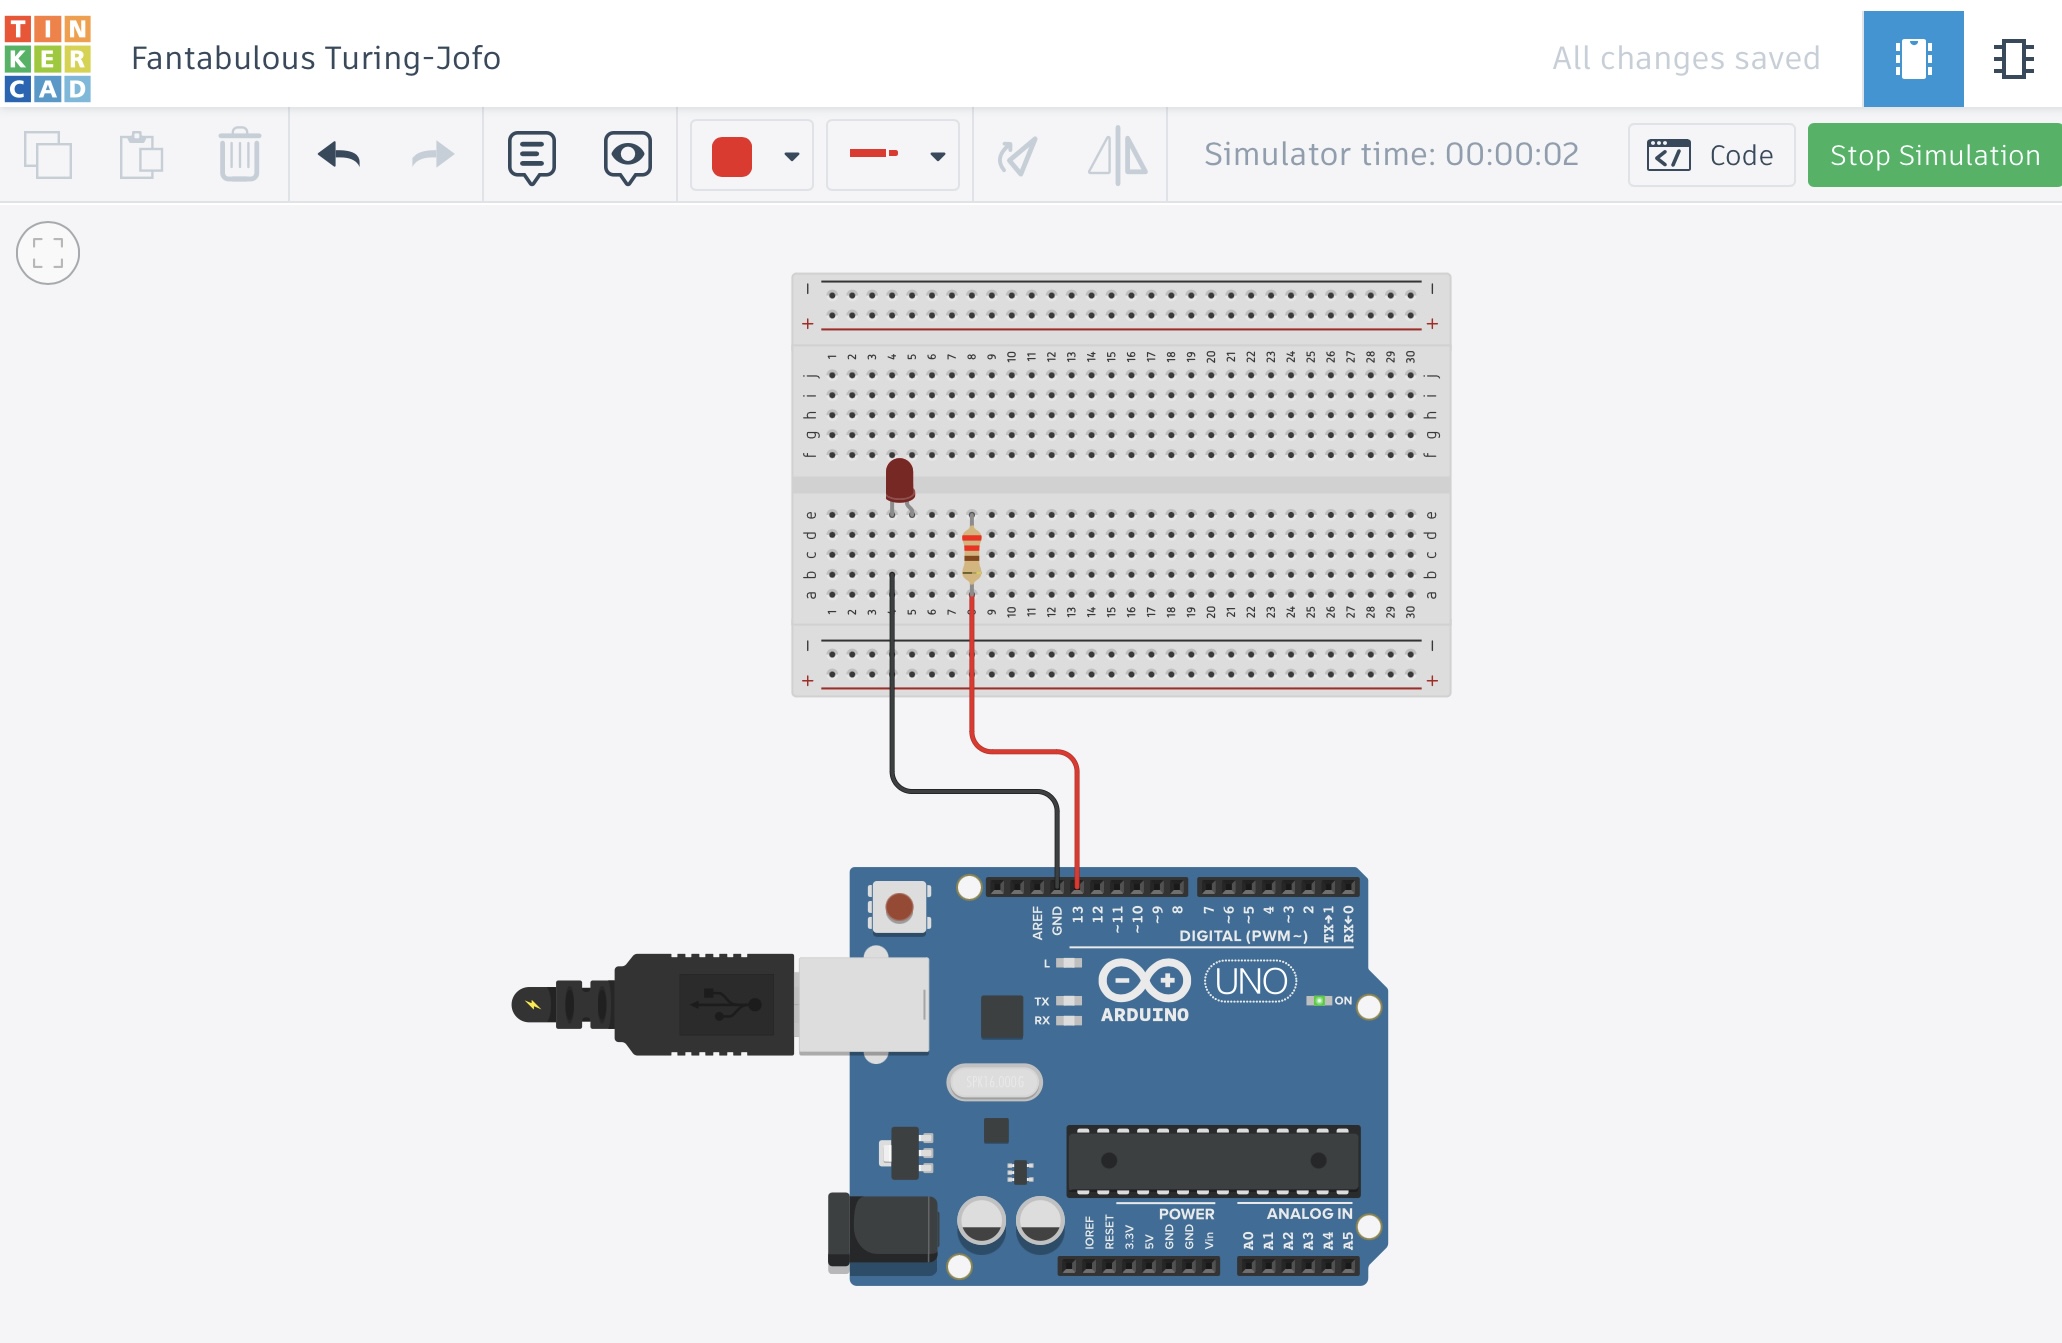 TIN
KER
CAD
Fantabulous Turing-Jofo
All changes saved
Simulator time: 00:00:02
Code
Stop Simulation
− −
+ +
1 2 3 4 5 6 7 8 9 10 11 12 13 14 15 16 17 18 19 20 21 22 23 24 25 26 27 28 29 30
j j
i i
h h
g g
f f
e e
d d
c c
b b
a a
1 2 3 5 6 7 9 10 11 12 13 14 15 16 17 18 19 20 21 22 23 24 25 26 27 28 29 30
− −
+ +
AREF GND 13 12 ~11 ~10 ~9 8 7 ~6 ~5 4 ~3 2 TX→1 RX←0
DIGITAL (PWM~)
L
UNO
TX
ON
ARDUINO
RX
SPK16.000G
POWER ANALOG IN
IOREF RESET 3.3V 5V GND GND Vin A0 A1 A2 A3 A4 A5